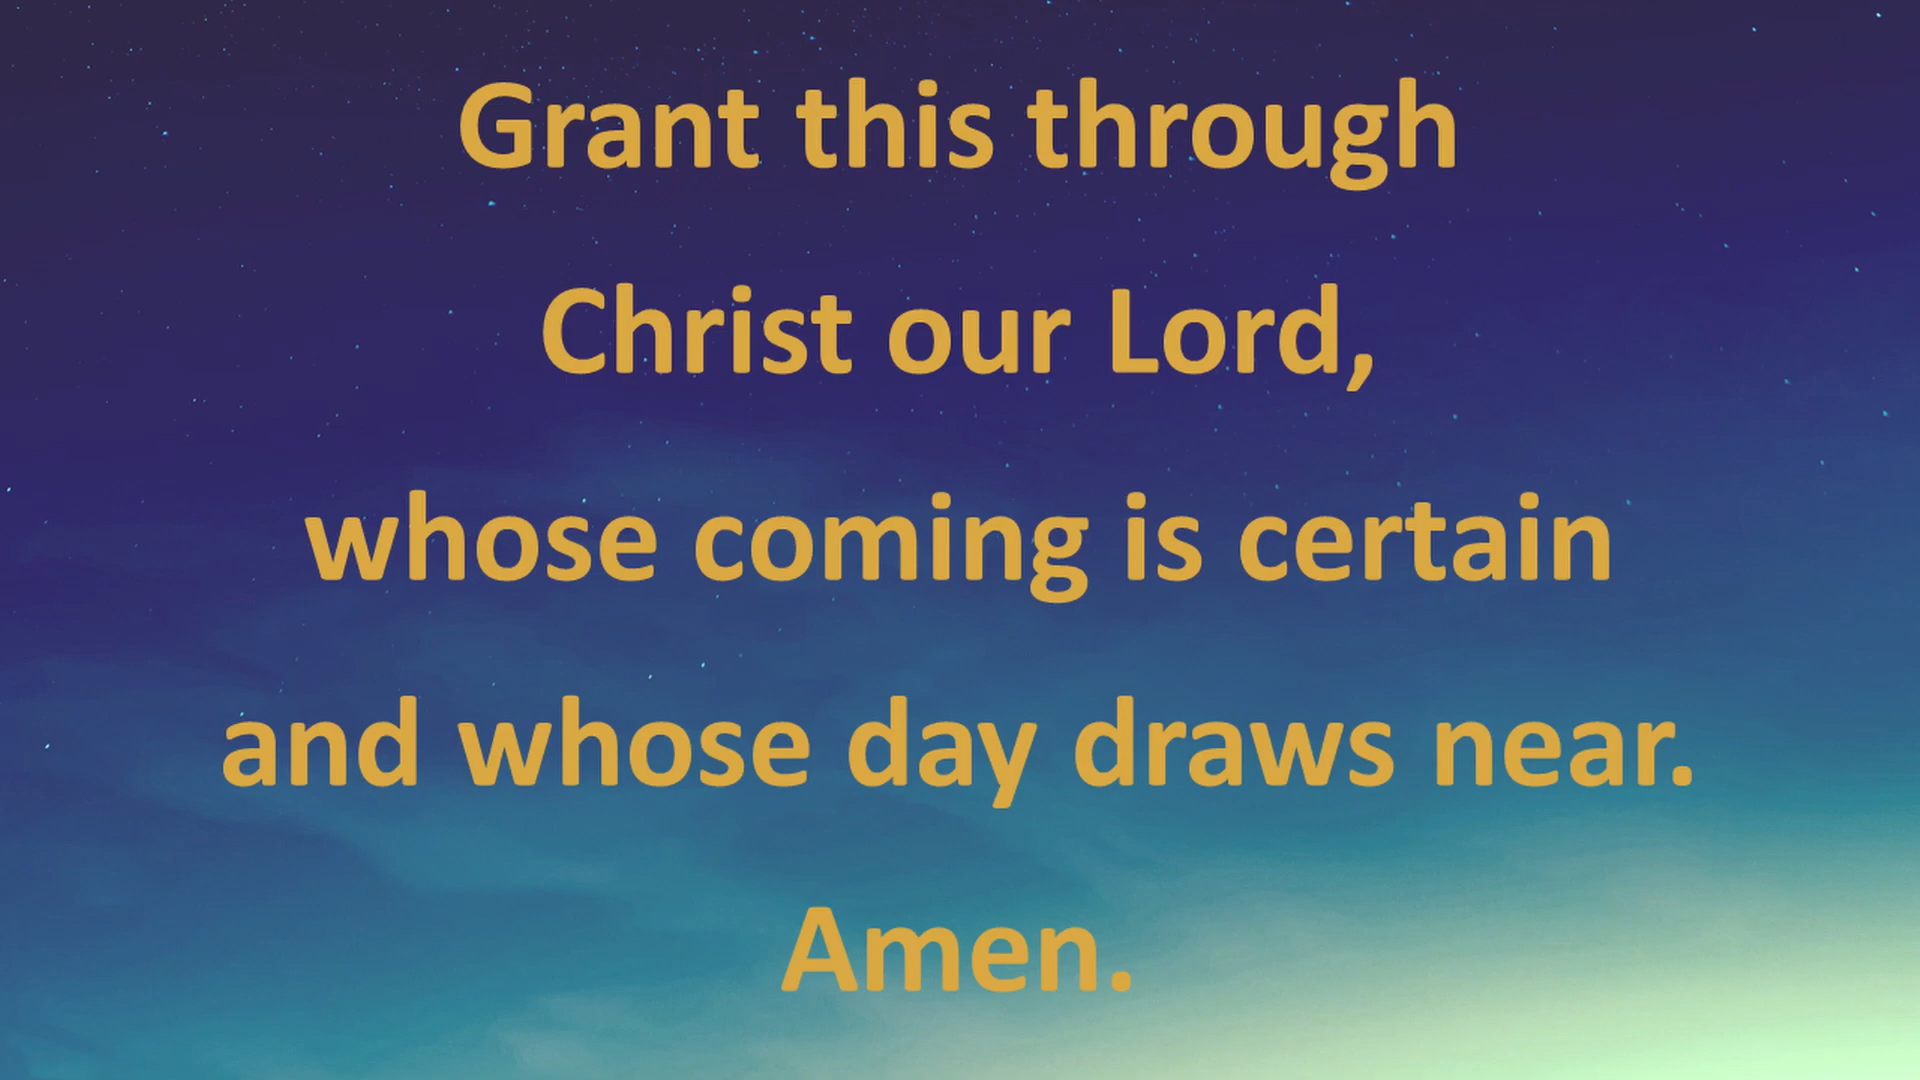 Grant this through
Christ our Lord,
whose coming is certain
and whose day draws near.
Amen.